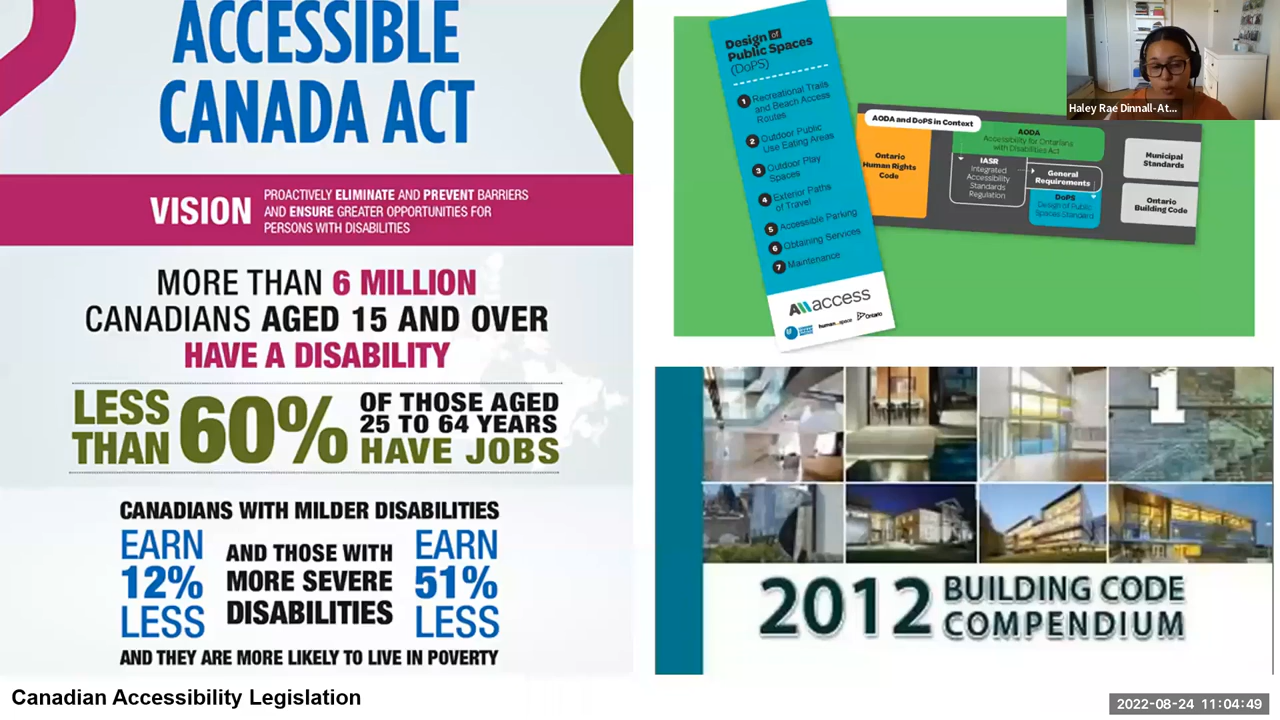 ACCESSIBLE
CANADA ACT
VISION
PROACTIVELY ELIMINATE AND PREVENT BARRIERS
AND ENSURE GREATER OPPORTUNITIES FOR
PERSONS WITH DISABILITIES
MORE THAN 6 MILLION
CANADIANS AGED 15 AND OVER
HAVE A DISABILITY
LESS
THAN
60%
OF THOSE AGED
25 TO 64 YEARS
HAVE JOBS
CANADIANS WITH MILDER DISABILITIES
EARN
12%
LESS
AND THOSE WITH
MORE SEVERE
DISABILITIES
EARN
51%
LESS
AND THEY ARE MORE LIKELY TO LIVE IN POVERTY
Design of
Public Spaces
(DoPS)
1 Recreational Trails
and Beach Access
Routes
2 Outdoor Public
Use Eating Areas
3 Outdoor Play
Spaces
4 Exterior Paths
of Travel
5 Accessible Parking
6 Obtaining Services
7 Maintenance
access
human space
Ontario
AODA and DoPS in Context
Ontario
Human Rights
Code
AODA
Accessibility for Ontarians
with Disabilities Act
IASR
Integrated
Accessibility
Standards
Regulation
General
Requirements
DoPS
Design of Public
Spaces Standard
Municipal
Standards
Ontario
Building Code
Haley Rae Dinnall-At...
1
2012
BUILDING CODE
COMPENDIUM
Canadian Accessibility Legislation
2022-08-24 11:04:49